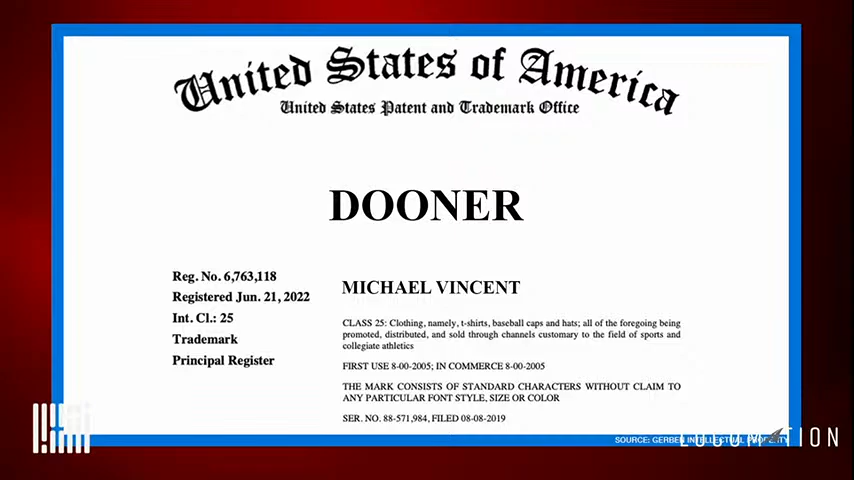 United States of America
United States Patent and Trademark Office
DOONER
Reg. No. 6,763,118
Registered Jun. 21, 2022
Int. Cl.: 25
Trademark
Principal Register
MICHAEL VINCENT
CLASS 25: Clothing, namely, t-shirts, baseball caps and hats; all of the foregoing being
promoted, distributed, and sold through channels customary to the field of sports and
collegiate athletics
FIRST USE 8-00-2005; IN COMMERCE 8-00-2005
THE MARK CONSISTS OF STANDARD CHARACTERS WITHOUT CLAIM TO
ANY PARTICULAR FONT STYLE, SIZE OR COLOR
SER. NO. 88-571,984, FILED 08-08-2019
SOURCE: GERBEN INTELLECTUAL PROPERTY
LOCOMATION